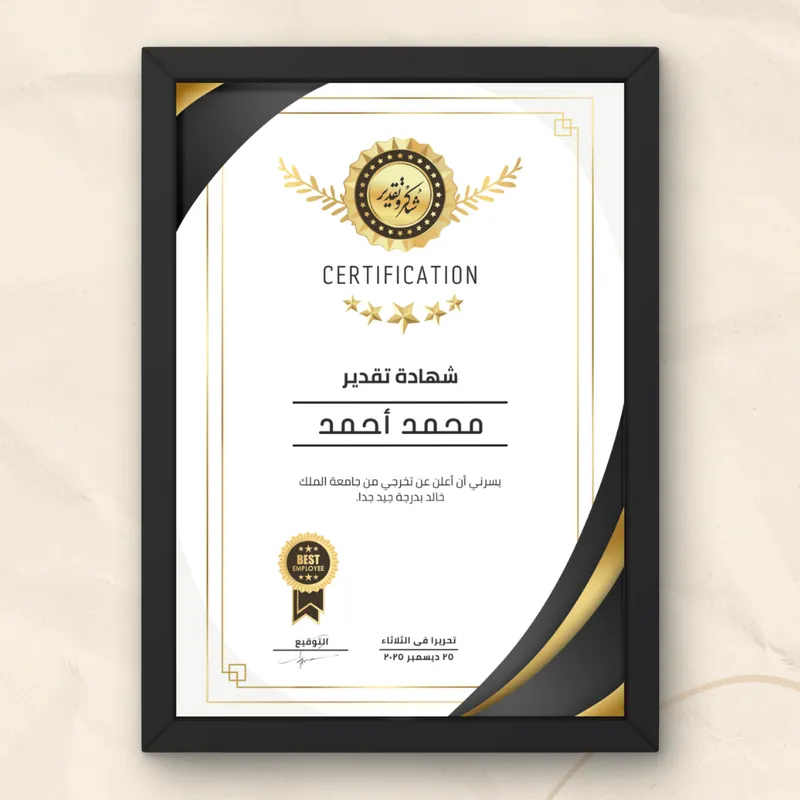 شكر وتقدير
CERTIFICATION
شهادة تقدير
محمد أحمد
يسرني أن أعلن عن تخرجي من جامعة الملك
خالد بدرجة جيد جدا.
BEST
EMPLOYEE
التوقيع
تحريرا فى الثلاثاء
٢٥ ديسمبر ٢٠٢٥